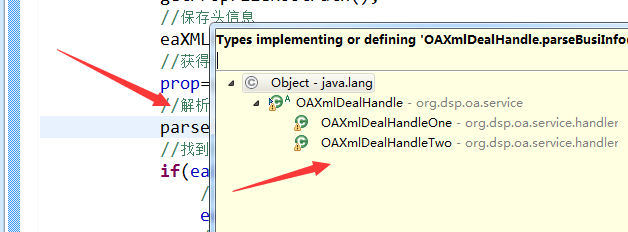 //保存头信息
eaXML
Types implementing or defining 'OAXmlDealHandle.parseBusiInfo
//获得
prop=
Object - java.lang
//解析
OAXmlDealHandle - org.dsp.oa.service
parse
OAXmlDealHandleOne - org.dsp.oa.service.handler
//找到
OAXmlDealHandleTwo - org.dsp.oa.service.handler
if(ea
/
e